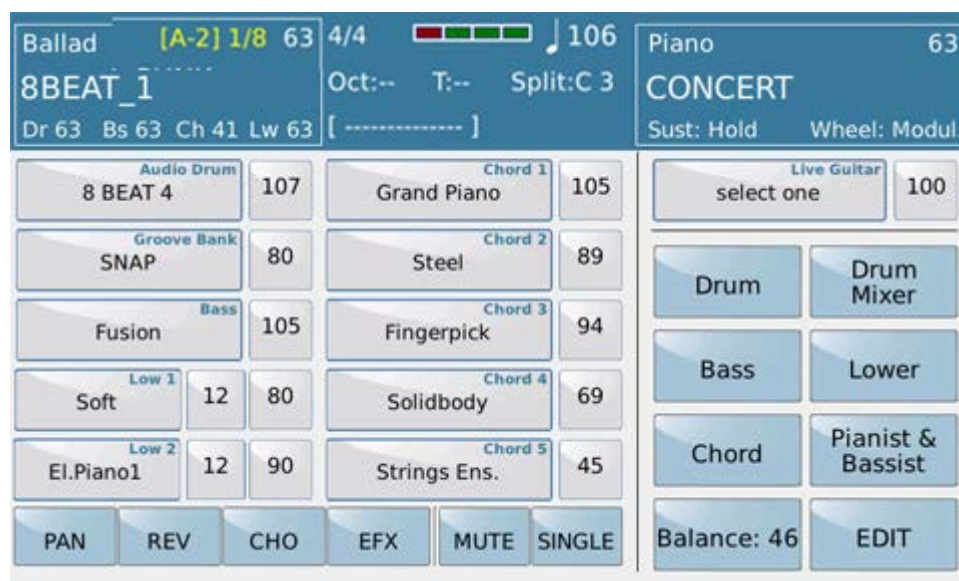 Ballad [A-2] 1/8 63
8BEAT_1
Dr 63 Bs 63 Ch 41 Lw 63
4/4 106
Oct:-- T:-- Split:C 3
[ -------------- ]
Piano 63
CONCERT
Sust: Hold Wheel: Modul.
Audio Drum
8 BEAT 4 107
Groove Bank
SNAP 80
Bass
Fusion 105
Low 1
Soft 12 80
Low 2
El.Piano1 12 90
Chord 1
Grand Piano 105
Chord 2
Steel 89
Chord 3
Fingerpick 94
Chord 4
Solidbody 69
Chord 5
Strings Ens. 45
Live Guitar
select one 100
Drum
Drum
Mixer
Bass
Lower
Chord
Pianist &
Bassist
Balance: 46
EDIT
PAN REV CHO EFX MUTE SINGLE